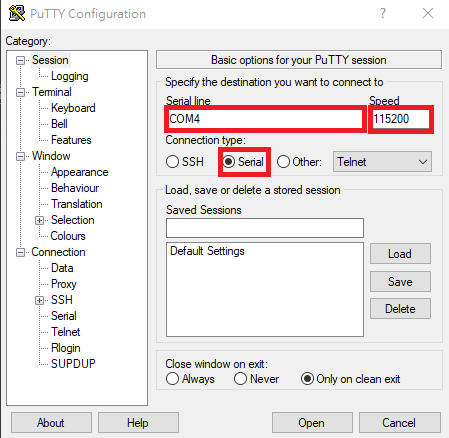 PuTTY Configuration
Category:
Session
Logging
Terminal
Keyboard
Bell
Features
Window
Appearance
Behaviour
Translation
Selection
Colours
Connection
Data
Proxy
SSH
Serial
Telnet
Rlogin
SUPDUP
Basic options for your PuTTY session
Specify the destination you want to connect to
Serial line Speed
COM4 115200
Connection type:
SSH Serial Other: Telnet
Load, save or delete a stored session
Saved Sessions
Default Settings
Load
Save
Delete
Close window on exit:
Always Never Only on clean exit
About Help Open Cancel